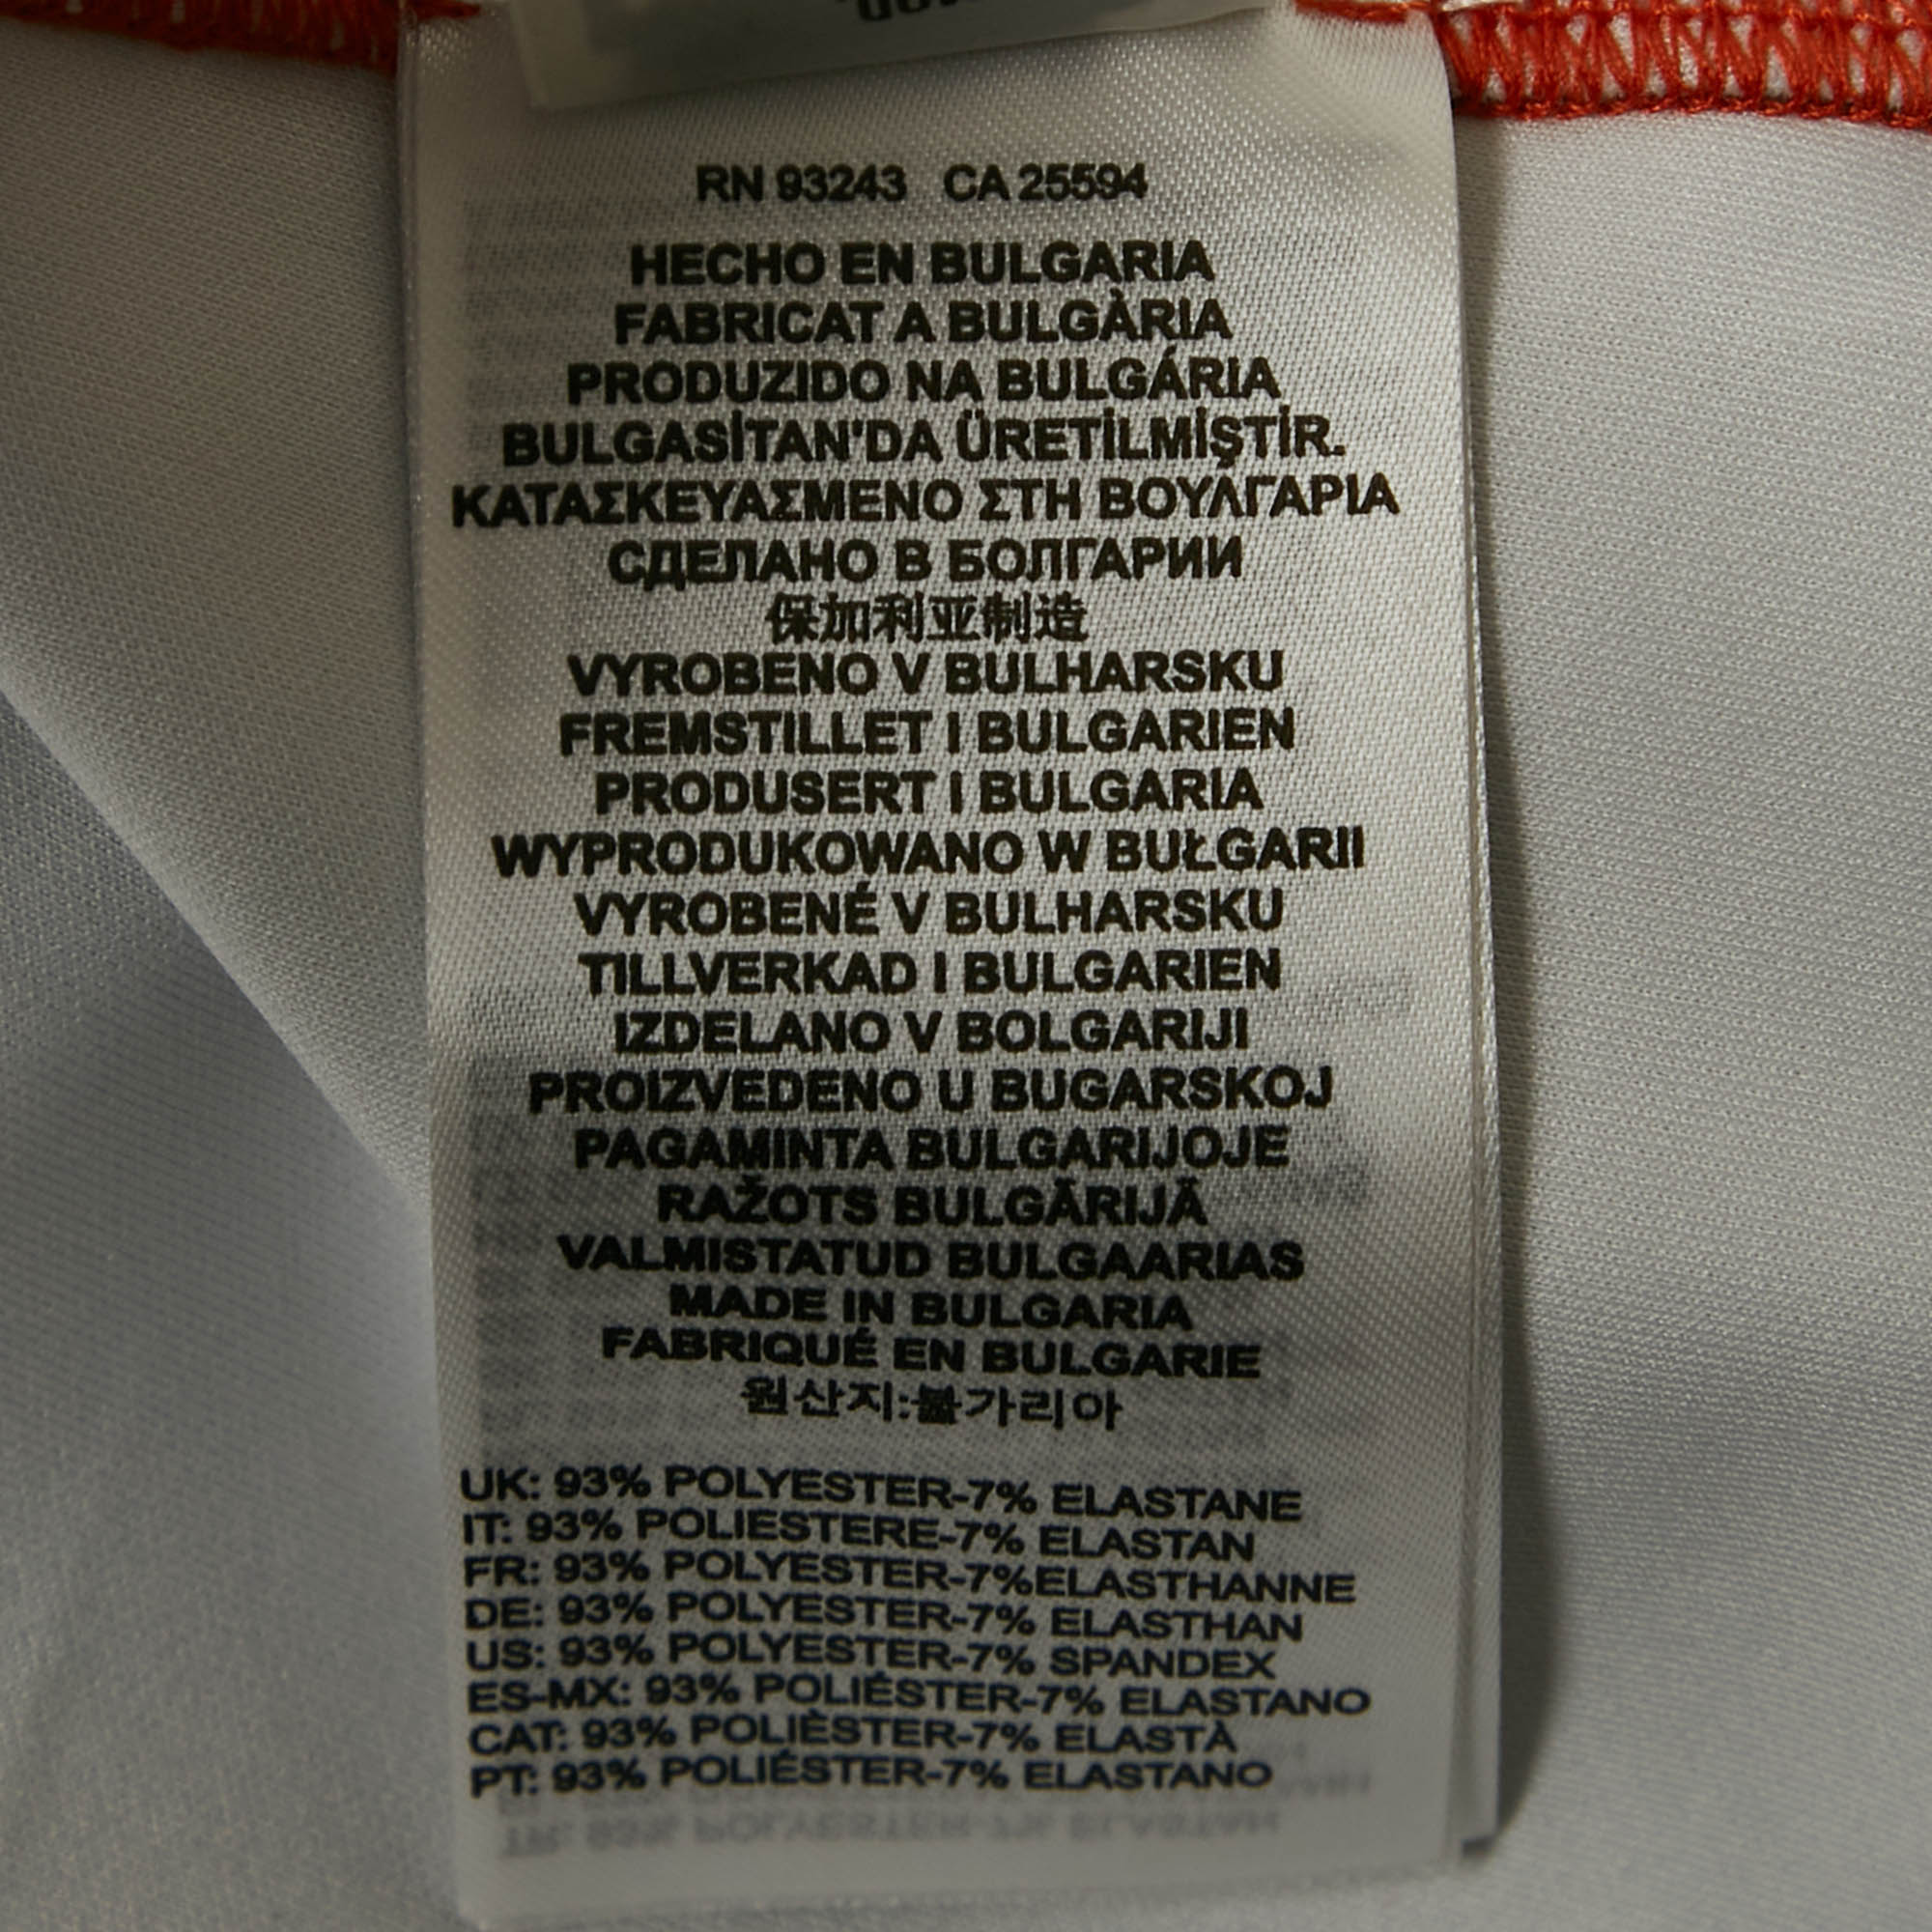 RN 93243 CA 25594
HECHO EN BULGARIA
FABRICAT A BULGÀRIA
PRODUZIDO NA BULGÁRIA
BULGASİTAN'DA ÜRETİLMİŞTİR.
ΚΑΤΑΣΚΕΥΑΣΜΕΝΟ ΣΤΗ ΒΟΥΛΓΑΡΙΑ
СДЕЛАНО В БОЛГАРИИ
保加利亚制造
VYROBENO V BULHARSKU
FREMSTILLET I BULGARIEN
PRODUSERT I BULGARIA
WYPRODUKOWANO W BUŁGARII
VYROBENÉ V BULHARSKU
TILLVERKAD I BULGARIEN
IZDELANO V BOLGARIJI
PROIZVEDENO U BUGARSKOJ
PAGAMINTA BULGARIJOJE
RAŽOTS BULGĀRIJĀ
VALMISTATUD BULGAARIAS
MADE IN BULGARIA
FABRIQUÉ EN BULGARIE
원산지:불가리아
UK: 93% POLYESTER-7% ELASTANE
IT: 93% POLIESTERE-7% ELASTAN
FR: 93% POLYESTER-7%ELASTHANNE
DE: 93% POLYESTER-7% ELASTHAN
US: 93% POLYESTER-7% SPANDEX
ES-MX: 93% POLIÉSTER-7% ELASTANO
CAT: 93% POLIÈSTER-7% ELASTÀ
PT: 93% POLIÉSTER-7% ELASTANO